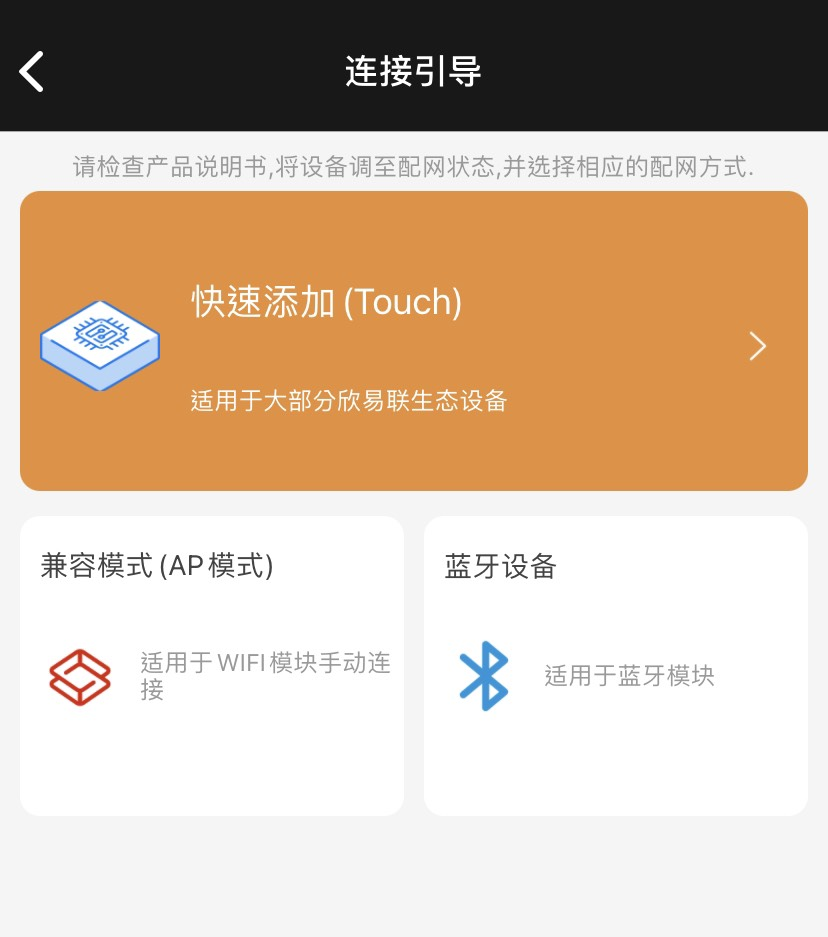 连接引导
请检查产品说明书,将设备调至配网状态,并选择相应的配网方式.
快速添加 (Touch)
适用于大部分欣易联生态设备
兼容模式 (AP 模式)
适用于 WIFI 模块手动连
接
蓝牙设备
适用于蓝牙模块